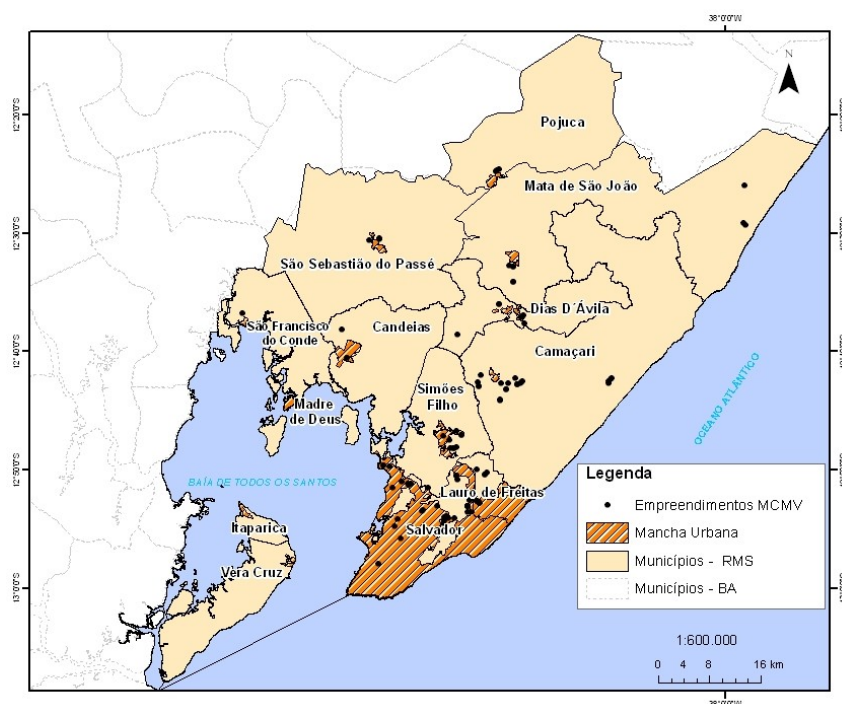 38°0'0"W
N
Pojuca
Mata de São João
São Sebastião do Passé
Dias D'Ávila
São Francisco
do Conde
Candeias
Camaçari
Simões
Filho
Madre
de Deus
OCEANO ATLÂNTICO
BAÍA DE TODOS OS SANTOS
Lauro de Freitas
Itaparica
Salvador
Vera Cruz
Legenda
Empreendimentos MCMV
Mancha Urbana
Municípios - RMS
Municípios - BA
1:600.000
0 4 8 16 km
12°30'0"S
12°40'0"S
12°50'0"S
13°0'0"S
38°0'0"W